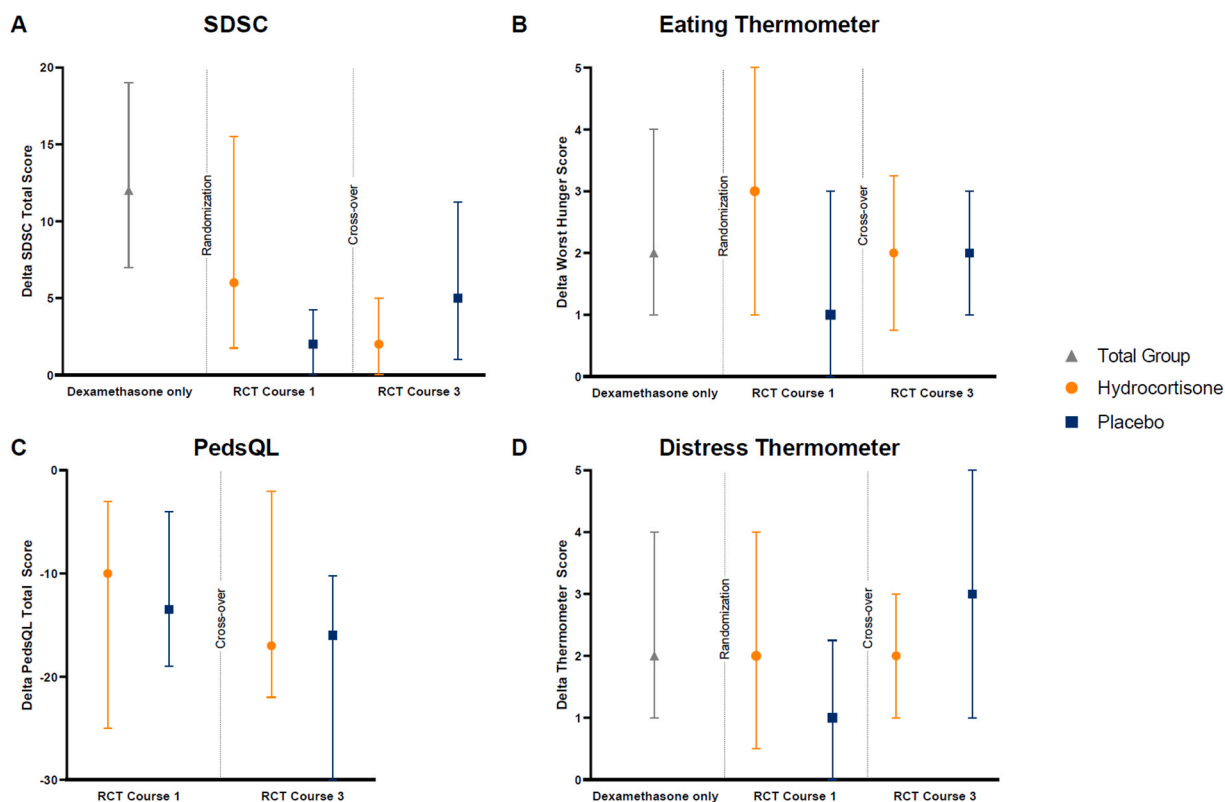 A
SDSC
20
15
10
5
0
Delta SDSC Total Score
Randomization
Cross-over
Dexamethasone only
RCT Course 1
RCT Course 3
B
Eating Thermometer
5
4
3
2
1
0
Delta Worst Hunger Score
Randomization
Cross-over
Dexamethasone only
RCT Course 1
RCT Course 3
Total Group
Hydrocortisone
Placebo
C
PedsQL
0
-10
-20
-30
Delta PedsQL Total Score
Cross-over
RCT Course 1
RCT Course 3
D
Distress Thermometer
5
4
3
2
1
0
Delta Thermometer Score
Randomization
Cross-over
Dexamethasone only
RCT Course 1
RCT Course 3